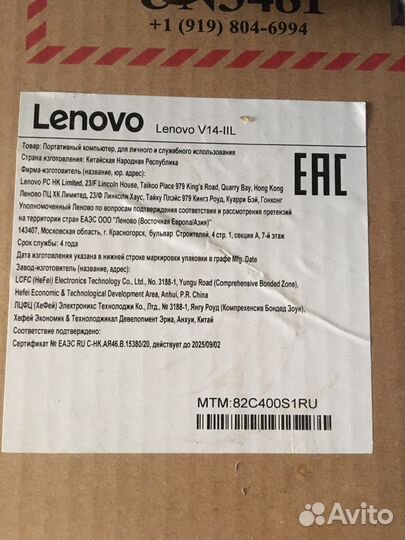 UN3481
+1 (919) 804-6994
Lenovo
Lenovo V14-IIL
EAC
Товар: Портативный компьютер, для личного и служебного использования
Страна изготовления: Китайская Народная Республика
Фирма-изготовитель (название, юр. адрес):
Lenovo PC HK Limited, 23/F Lincoln House, Taikoo Place 979 King's Road, Quarry Bay, Hong Kong
Леново ПЦ ХК Лимитед, 23/Ф Линколн Хаус, Тайку Плэйс 979 Кингз Роуд, Куарри Бэй, Гонконг
Уполномоченный Леново по вопросам подтверждения соответствия и рассмотрения претензий
на территории стран ЕАЭС ООО "Леново (Восточная Европа/Азия)"
143407, Московская область, г. Красногорск, бульвар Строителей, 4 стр. 1, секция А, 7-й этаж
Срок службы: 4 года
Дата изготовления указана в нижней строке маркировки упаковки в графе Mfg. Date
Завод-изготовитель (название, адрес):
LCFC (HeFei) Electronics Technology Co., Ltd., No. 3188-1, Yungu Road (Comprehensive Bonded Zone),
Hefei Economic & Technological Development Area, Anhui, P.R. China
ЛЦФЦ (ХеФей) Электроникс Технолоджи Ко., Лтд., № 3188-1, Янгу Роуд (Компрехенсив Бондед Зоун),
Хефей Экономик & Технолоджикал Девелопмент Эриа, Анхуи, Китай
Соответствие подтверждено:
Сертификат № ЕАЭС RU C-HK.АЯ46.B.15380/20, действует до 2025/09/02
MTM:82C400S1RU
Avito